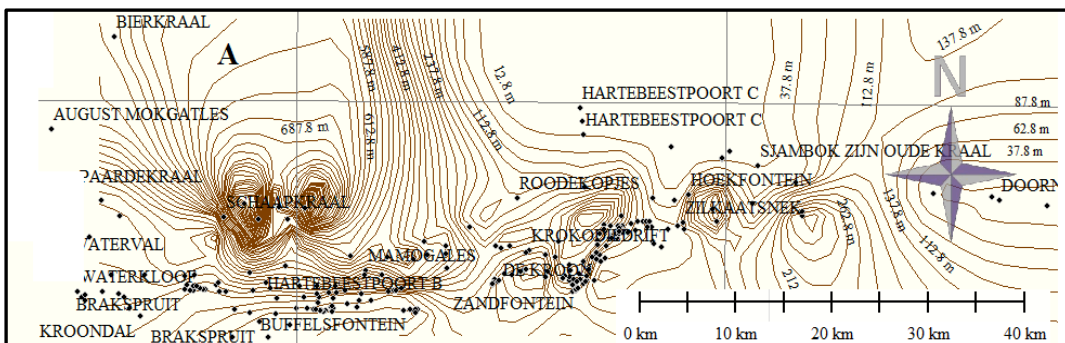 BIERKRAAL
A
587.8 m
412.8 m
237.8 m
12.8 m
137.8 m
N
HARTEBEESTPOORT C
37.8 m
112.8 m
87.8 m
AUGUST MOKGATLES
687.8 m
612.8 m
112.8 m
HARTEBEESTPOORT C
62.8 m
SJAMBOK ZIJN OUDE KRAAL
37.8 m
PAARDEKRAAL
ROODEKOPJES
HOEKFONTEIN
DOORN
SCHAAPKRAAL
ZILKAATSNEK
262.8 m
137.8 m
WATERVAL
KROKODILDRIFT
MAMOGALES
112.8 m
WATERKLOOF
HARTEBEESTPOORT B
DE KROON
212
BRAKSPRUIT
ZANDFONTEIN
KROONDAL
BRAKSPRUIT
BUFFELSFONTEIN
0 km
10 km
20 km
30 km
40 km